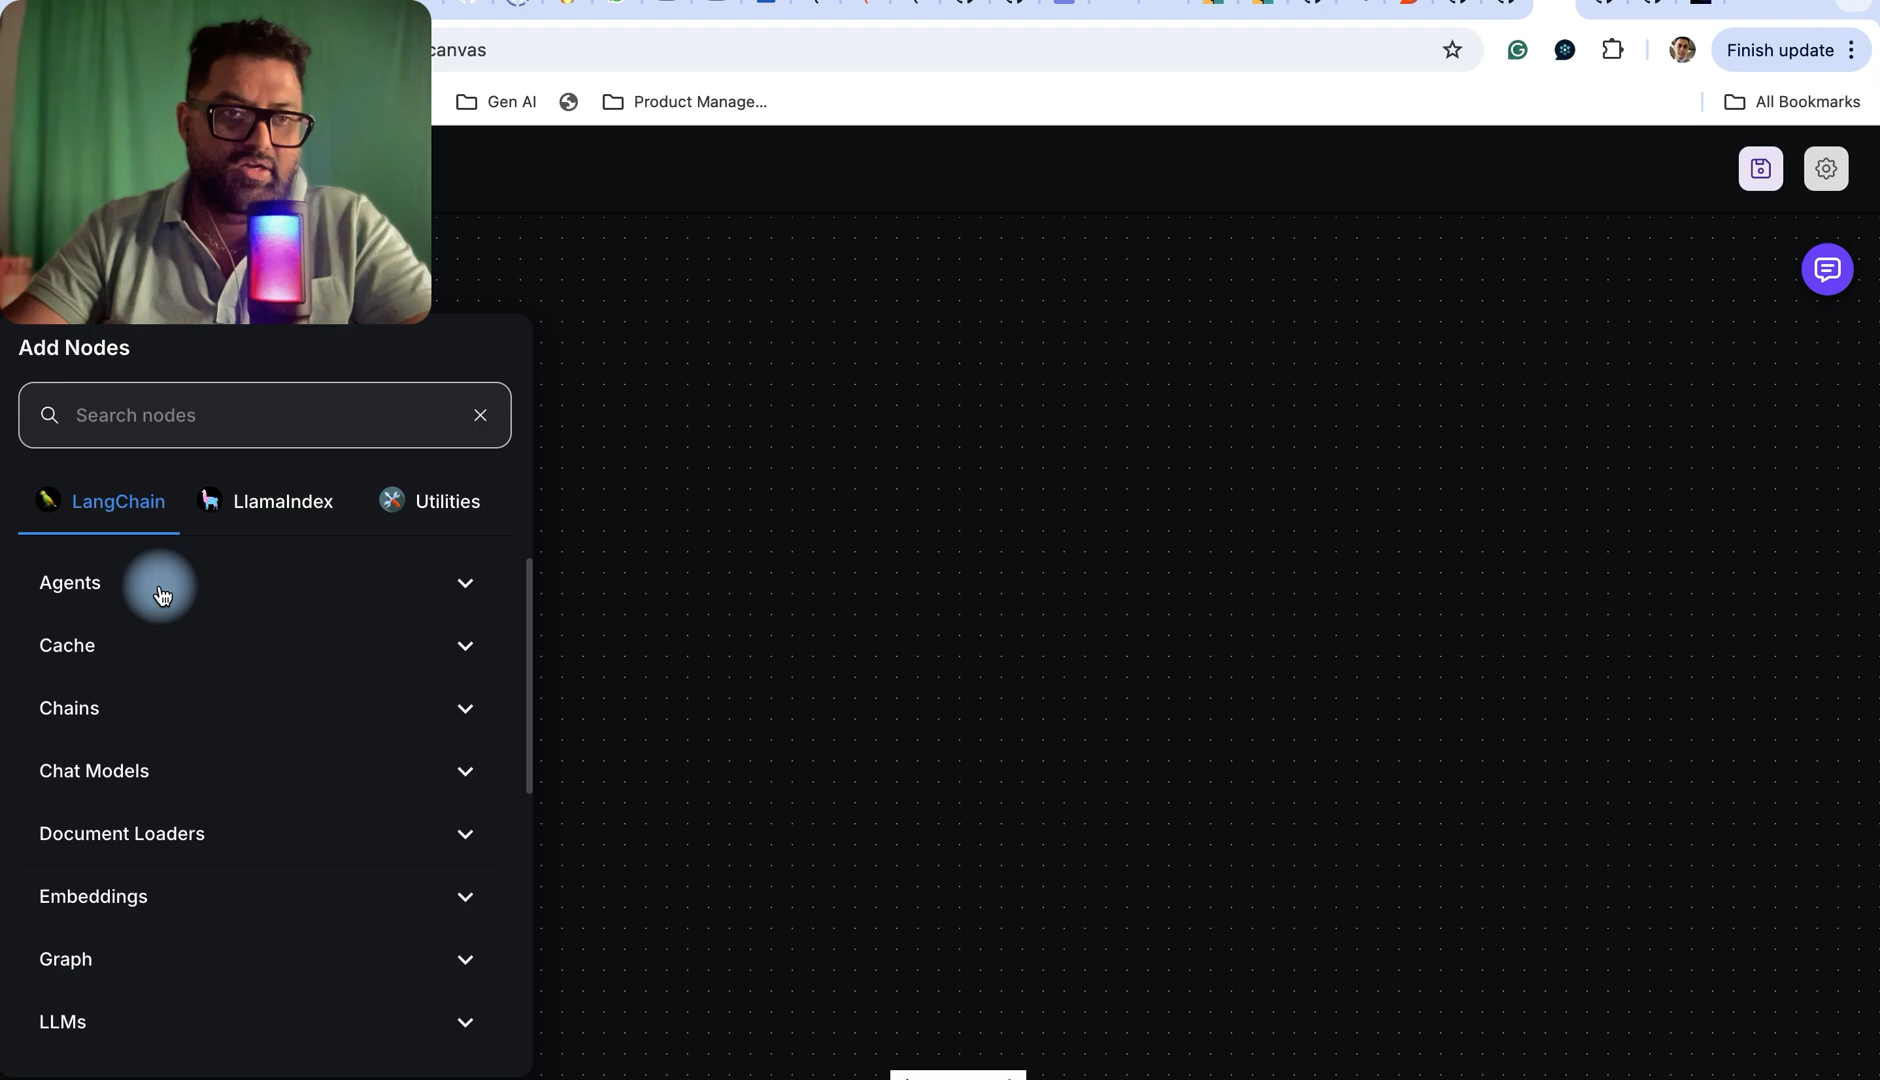 canvas
Finish update
Gen AI
Product Manage...
All Bookmarks
Add Nodes
Search nodes
LangChain
LlamaIndex
Utilities
Agents
Cache
Chains
Chat Models
Document Loaders
Embeddings
Graph
LLMs